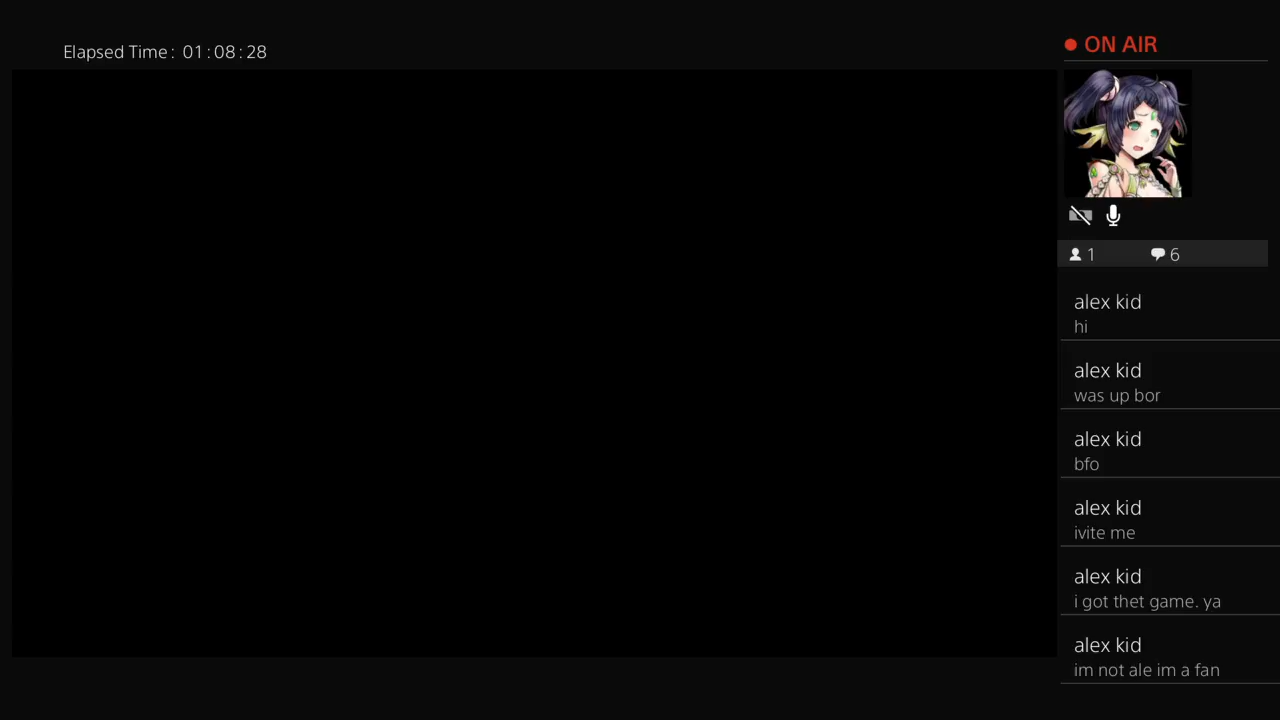 Elapsed Time: 01:08:28
ON AIR
1 6
alex kid
hi
alex kid
was up bor
alex kid
bfo
alex kid
ivite me
alex kid
i got thet game. ya
alex kid
im not ale im a fan